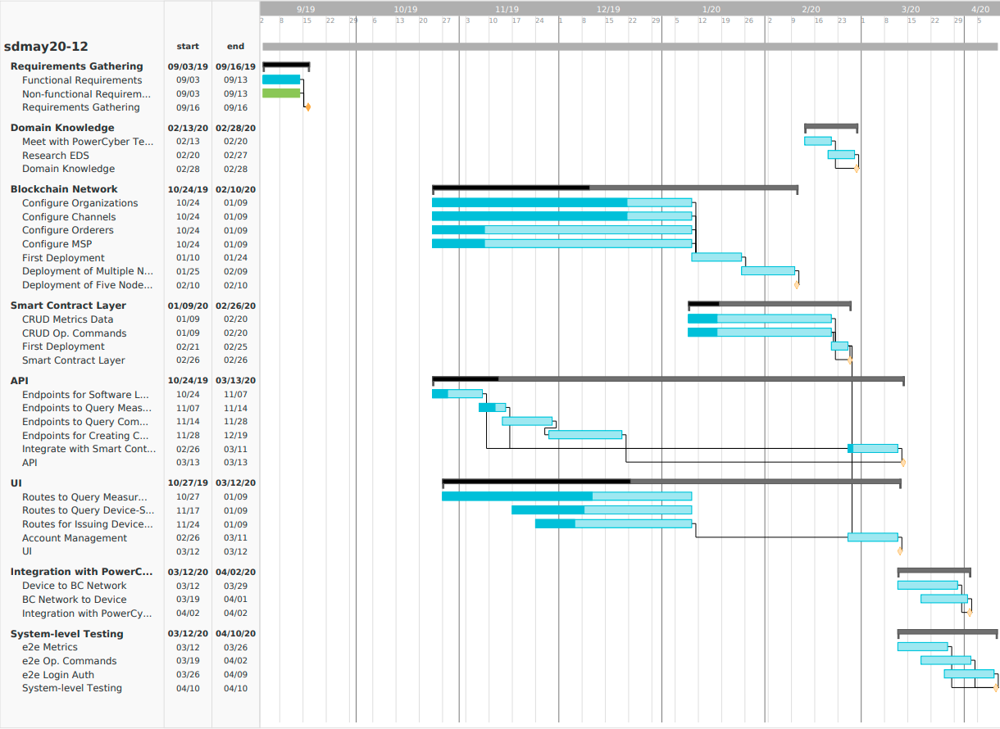 9/19 10/19 11/19 12/19 1/20 2/20 3/20 4/20
2 8 15 22 29 6 13 20 27 3 10 17 24 1 8 15 22 29 5 12 19 26 2 9 16 23 1 8 15 22 29 5
sdmay20-12 start end
Requirements Gathering 09/03/19 09/16/19
Functional Requirements 09/03 09/13
Non-functional Requirem... 09/03 09/13
Requirements Gathering 09/16 09/16
Domain Knowledge 02/13/20 02/28/20
Meet with PowerCyber Te... 02/13 02/20
Research EDS 02/20 02/27
Domain Knowledge 02/28 02/28
Blockchain Network 10/24/19 02/10/20
Configure Organizations 10/24 01/09
Configure Channels 10/24 01/09
Configure Orderers 10/24 01/09
Configure MSP 10/24 01/09
First Deployment 01/10 01/24
Deployment of Multiple N... 01/25 02/09
Deployment of Five Node... 02/10 02/10
Smart Contract Layer 01/09/20 02/26/20
CRUD Metrics Data 01/09 02/20
CRUD Op. Commands 01/09 02/20
First Deployment 02/21 02/25
Smart Contract Layer 02/26 02/26
API 10/24/19 03/13/20
Endpoints for Software L... 10/24 11/07
Endpoints to Query Meas... 11/07 11/14
Endpoints to Query Com... 11/14 11/28
Endpoints for Creating C... 11/28 12/19
Integrate with Smart Cont... 02/26 03/11
API 03/13 03/13
UI 10/27/19 03/12/20
Routes to Query Measur... 10/27 01/09
Routes to Query Device-S... 11/17 01/09
Routes for Issuing Device... 11/24 01/09
Account Management 02/26 03/11
UI 03/12 03/12
Integration with PowerC... 03/12/20 04/02/20
Device to BC Network 03/12 03/29
BC Network to Device 03/19 04/01
Integration with PowerCy... 04/02 04/02
System-level Testing 03/12/20 04/10/20
e2e Metrics 03/12 03/26
e2e Op. Commands 03/19 04/02
e2e Login Auth 03/26 04/09
System-level Testing 04/10 04/10